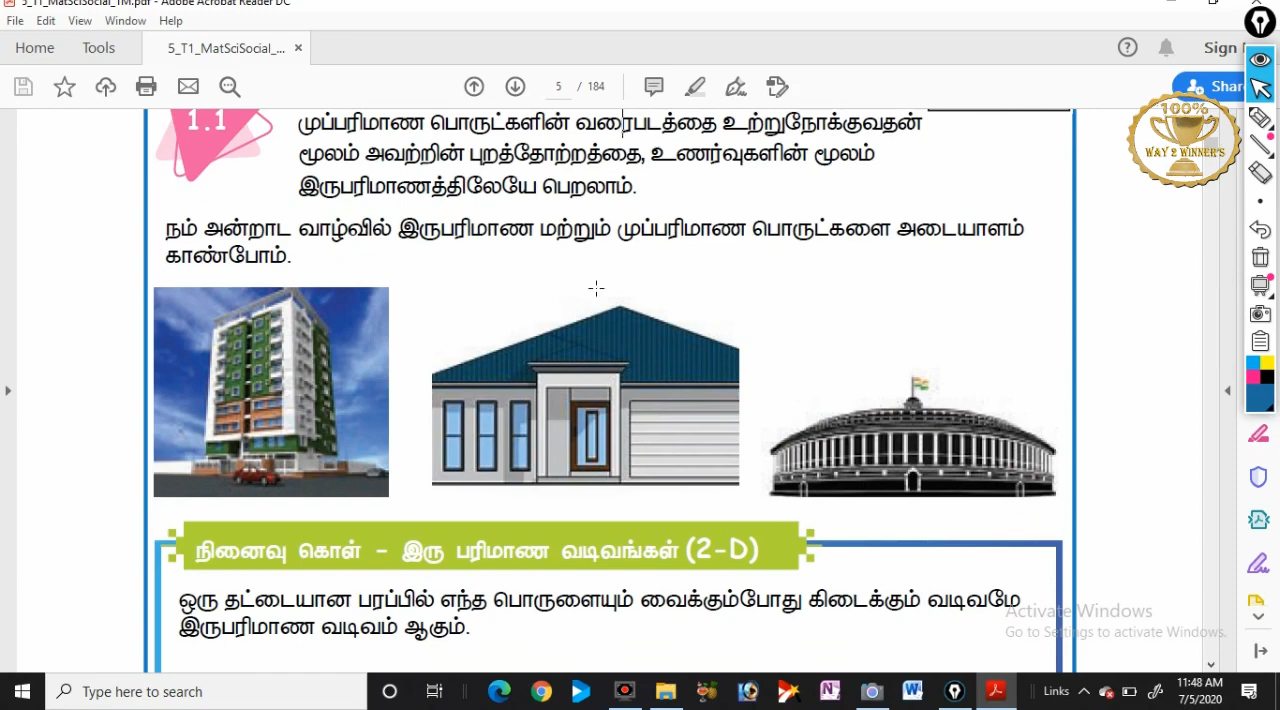 5_T1_MatSciSocial_TM.pdf - Adobe Acrobat Reader DC
File Edit View Window Help
Home Tools 5_T1_MatSciSocial_... × Sign
5 / 184
Shar
1.1
முப்பரிமாண பொருட்களின் வரைபடத்தை உற்றுநோக்குவதன்
மூலம் அவற்றின் புறத்தோற்றத்தை, உணர்வுகளின் மூலம்
இருபரிமாணத்திலேயே பெறலாம்.
100%
WAY 2 WINNER'S
நம் அன்றாட வாழ்வில் இருபரிமாண மற்றும் முப்பரிமாண பொருட்களை அடையாளம்
காண்போம்.
நினைவு கொள் - இரு பரிமாண வடிவங்கள் (2-D)
ஒரு தட்டையான பரப்பில் எந்த பொருளையும் வைக்கும்போது கிடைக்கும் வடிவமே
இருபரிமாண வடிவம் ஆகும்.
Activate Windows
Go to Settings to activate Windows.
Type here to search
Links
11:48 AM
7/5/2020